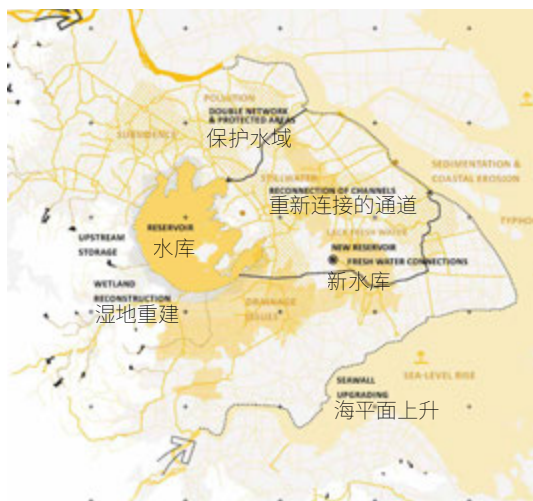 POLLUTION
DOUBLE NETWORK
& PROTECTED AREAS
保护水域
SUBSIDENCE
SEDIMENTATION &
COASTAL EROSION
STILLWATER
RECONNECTION OF CHANNELS
重新连接的通道
TYPHO
RESERVOIR
水库
LACK FRESH WATER
UPSTREAM
STORAGE
NEW RESERVOIR
FRESH WATER CONNECTIONS
新水库
WETLAND
RECONSTRUCTION
湿地重建
DRAINAGE
ISSUES
SEA-LEVEL RISE
SEAWALL
UPGRADING
海平面上升